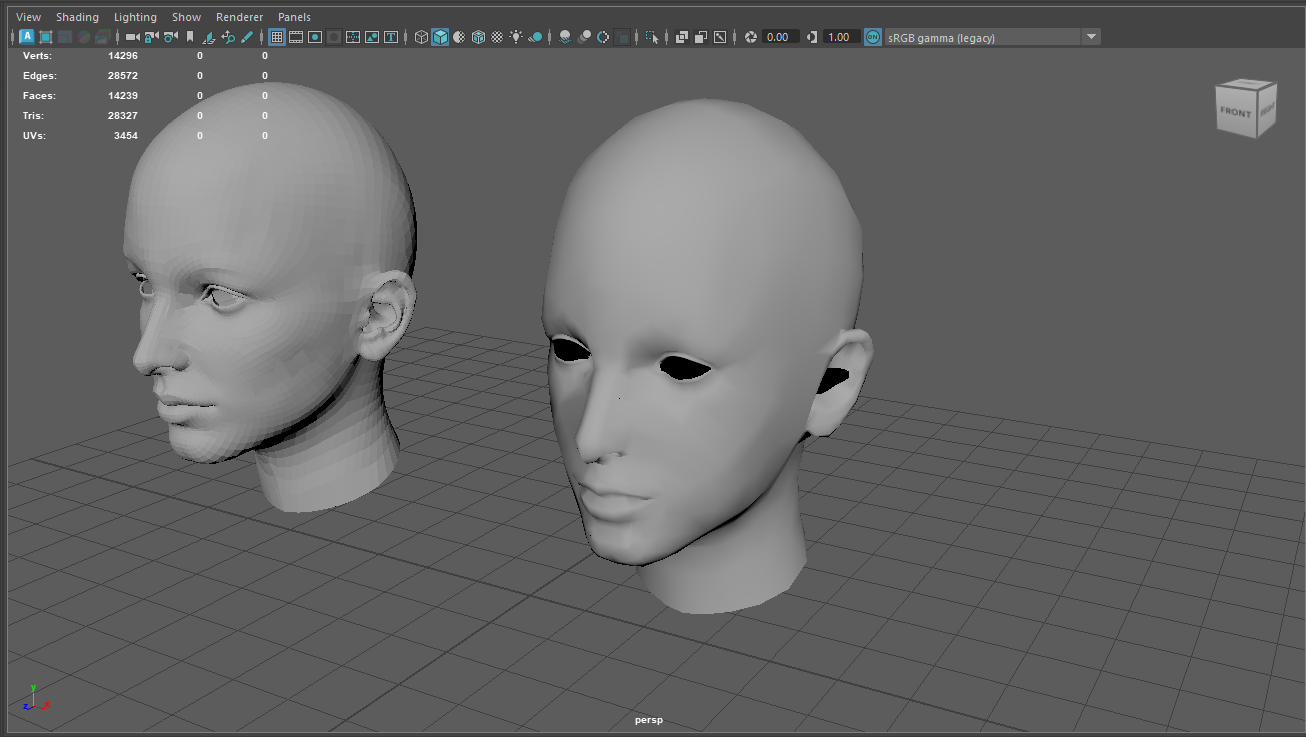 View Shading Lighting Show Renderer Panels
A T 0.00 1.00 ON sRGB gamma (legacy)
Verts: 14296 0 0
Edges: 28572 0 0
Faces: 14239 0 0
Tris: 28327 0 0
UVs: 3454 0 0
FRONT RIGHT
y
z x
persp